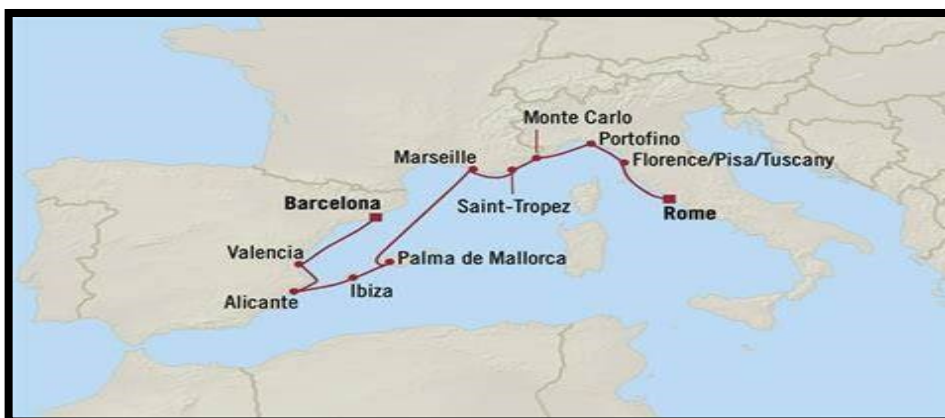 Monte Carlo
Portofino
Marseille
Florence/Pisa/Tuscany
Barcelona
Saint-Tropez
Rome
Valencia
Palma de Mallorca
Alicante
Ibiza